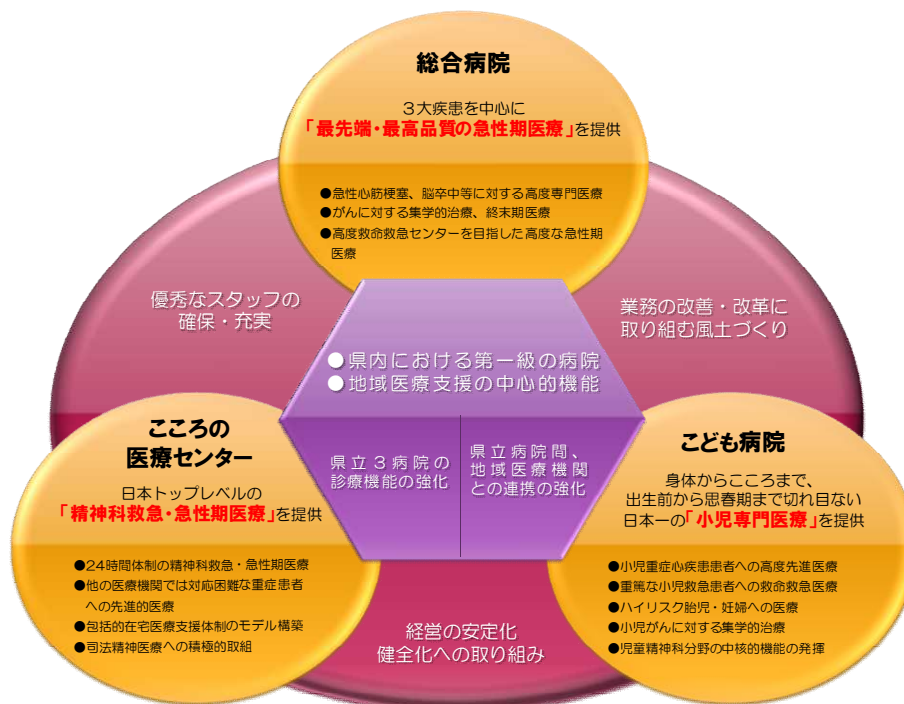 総合病院
3大疾患を中心に
「最先端・最高品質の急性期医療」を提供
●急性心筋梗塞、脳卒中等に対する高度専門医療
●がんに対する集学的治療、終末期医療
●高度救命救急センターを目指した高度な急性期
医療
優秀なスタッフの
確保・充実
業務の改善・改革に
取り組む風土づくり
●県内における第一級の病院
●地域医療支援の中心的機能
県立3病院の
診療機能の強化
県立病院間、
地域医療機関
との連携の強化
こころの
医療センター
日本トップレベルの
「精神科救急・急性期医療」を提供
●24時間体制の精神科救急・急性期医療
●他の医療機関では対応困難な重症患者
への先進的医療
●包括的在宅医療支援体制のモデル構築
●司法精神医療への積極的取組
こども病院
身体からこころまで、
出生前から思春期まで切れ目ない
日本一の「小児専門医療」を提供
●小児重症心疾患患者への高度先進医療
●重篤な小児救急患者への救命救急医療
●ハイリスク胎児・妊婦への医療
●小児がんに対する集学的治療
●児童精神科分野の中核的機能の発揮
経営の安定化
健全化への取り組み